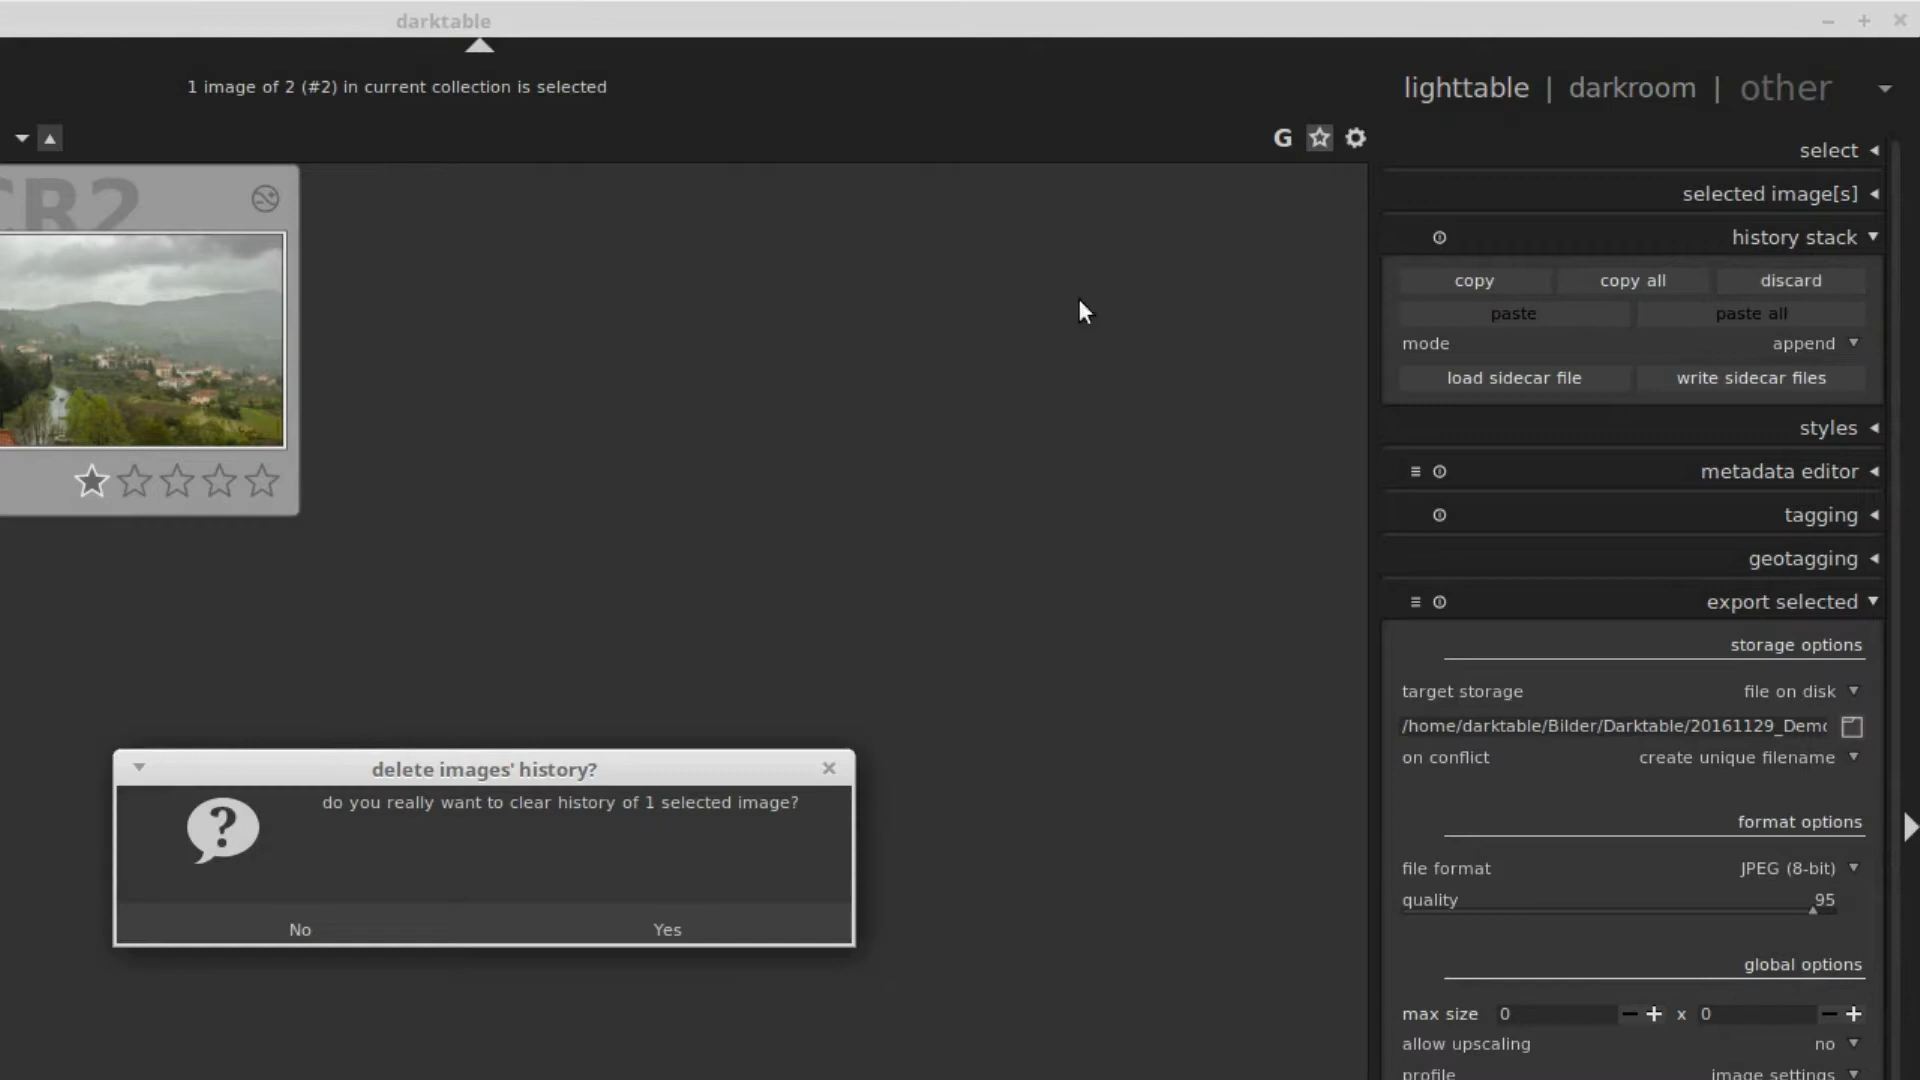 darktable
1 image of 2 (#2) in current collection is selected
lighttable | darkroom | other
G
CR2
select
selected image[s]
history stack
copy copy all discard
paste paste all
mode append
load sidecar file write sidecar files
styles
metadata editor
tagging
geotagging
export selected
storage options
target storage file on disk
/home/darktable/Bilder/Darktable/20161129_Demo
on conflict create unique filename
format options
file format JPEG (8-bit)
quality 95
global options
max size 0 x 0
allow upscaling no
profile image settings
delete images' history?
do you really want to clear history of 1 selected image?
No Yes